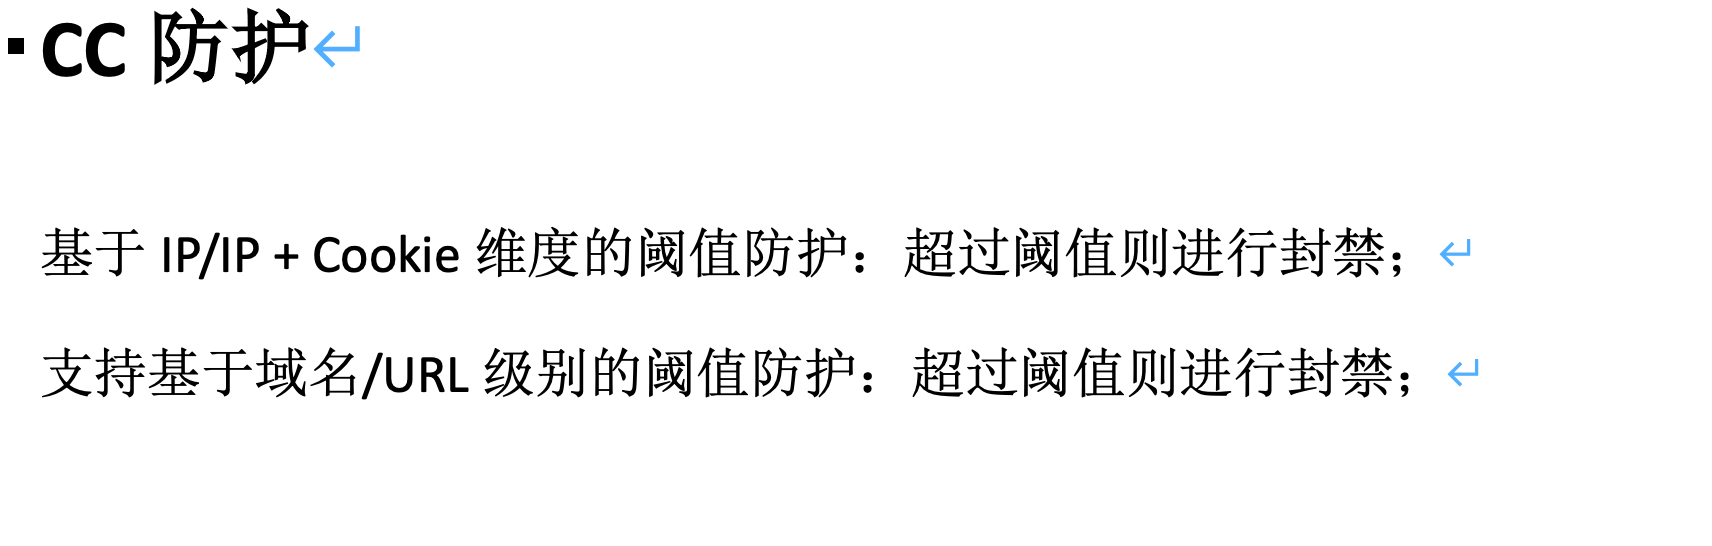 ▪CC 防护↵
基于 IP/IP + Cookie 维度的阈值防护：超过阈值则进行封禁；↵
支持基于域名/URL 级别的阈值防护：超过阈值则进行封禁；↵